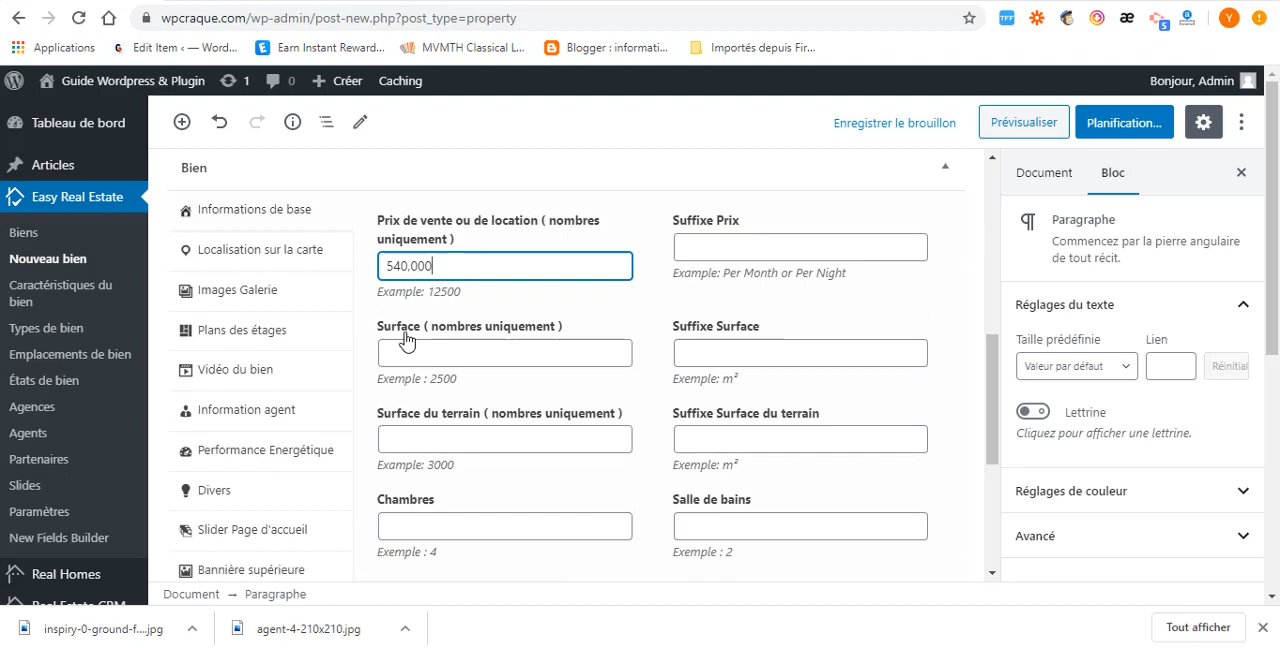 wpcraque.com/wp-admin/post-new.php?post_type=property
TFF
æ
5
Y
Applications
Edit Item ‹ — Word...
Earn Instant Reward...
MVMTH Classical L...
Blogger : informati...
Importés depuis Fir...
Guide Wordpress & Plugin
1
0
Créer
Caching
Bonjour, Admin
Tableau de bord
Articles
Easy Real Estate
Biens
Nouveau bien
Caractéristiques du
bien
Types de bien
Emplacements de bien
États de bien
Agences
Agents
Partenaires
Slides
Paramètres
New Fields Builder
Real Homes
Real Estate CRM
Enregistrer le brouillon
Prévisualiser
Planification...
Bien
Informations de base
Localisation sur la carte
Images Galerie
Plans des étages
Vidéo du bien
Information agent
Performance Energétique
Divers
Slider Page d'accueil
Bannière supérieure
Prix de vente ou de location ( nombres
uniquement )
540,000
Example: 12500
Suffixe Prix
Example: Per Month or Per Night
Surface ( nombres uniquement )
Exemple : 2500
Suffixe Surface
Exemple: m²
Surface du terrain ( nombres uniquement )
Example: 3000
Suffixe Surface du terrain
Exemple: m²
Chambres
Exemple : 4
Salle de bains
Exemple : 2
Document
Bloc
Paragraphe
Commencez par la pierre angulaire
de tout récit.
Réglages du texte
Taille prédéfinie
Lien
Valeur par défaut
Réinitial
Lettrine
Cliquez pour afficher une lettrine.
Réglages de couleur
Avancé
Document → Paragraphe
inspiry-0-ground-f....jpg
agent-4-210x210.jpg
Tout afficher